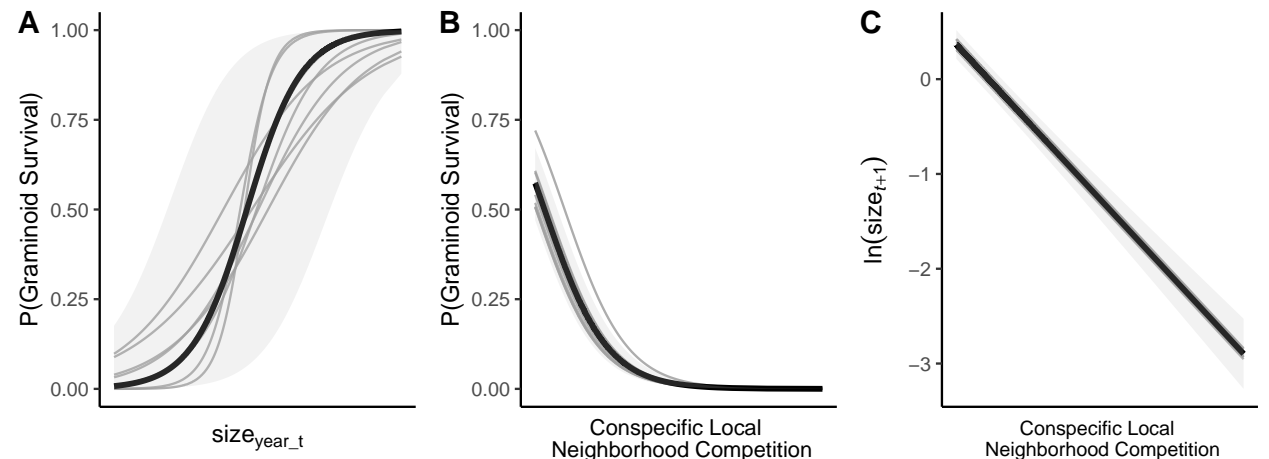 A
P(Graminoid Survival)
1.00
0.75
0.50
0.25
0.00
size_year_t
B
P(Graminoid Survival)
1.00
0.75
0.50
0.25
0.00
Conspecific Local
Neighborhood Competition
C
ln(size_t+1)
0
−1
−2
−3
Conspecific Local
Neighborhood Competition